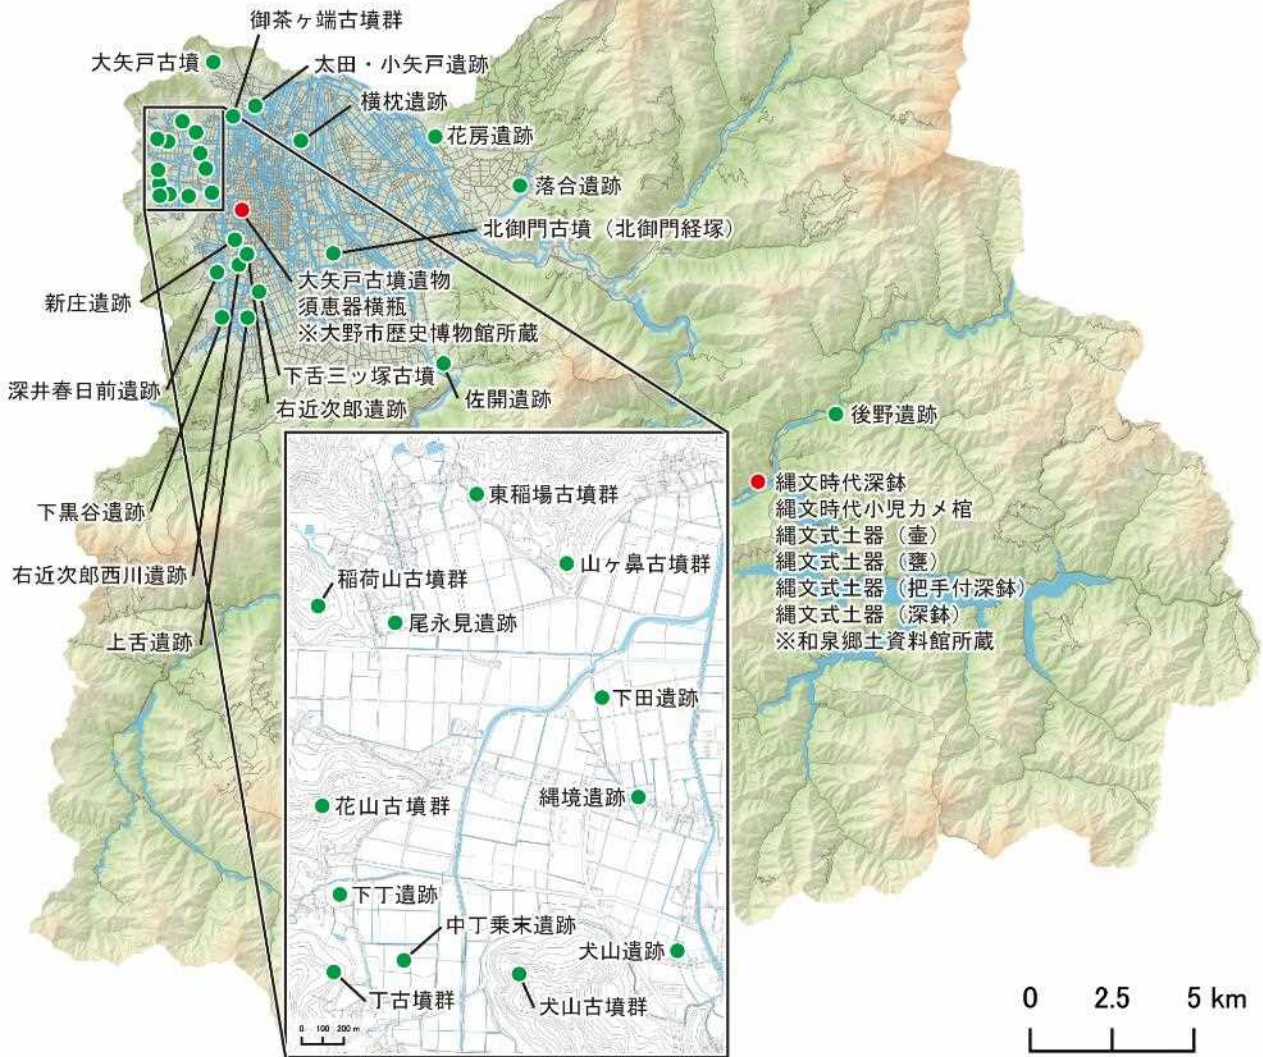 御茶ヶ端古墳群
大矢戸古墳
太田・小矢戸遺跡
横枕遺跡
花房遺跡
落合遺跡
北御門古墳（北御門経塚）
大矢戸古墳遺物
須恵器横瓶
※大野市歴史博物館所蔵
新庄遺跡
下舌三ッ塚古墳
深井春日前遺跡
右近次郎遺跡
佐開遺跡
後野遺跡
縄文時代深鉢
縄文時代小児カメ棺
縄文式土器（壷）
縄文式土器（甕）
縄文式土器（把手付深鉢）
縄文式土器（深鉢）
※和泉郷土資料館所蔵
下黒谷遺跡
右近次郎西川遺跡
上舌遺跡
東稲場古墳群
山ヶ鼻古墳群
稲荷山古墳群
尾永見遺跡
下田遺跡
花山古墳群
縄境遺跡
下丁遺跡
中丁乗末遺跡
犬山遺跡
丁古墳群
犬山古墳群
0 100 200 m
0 2.5 5 km